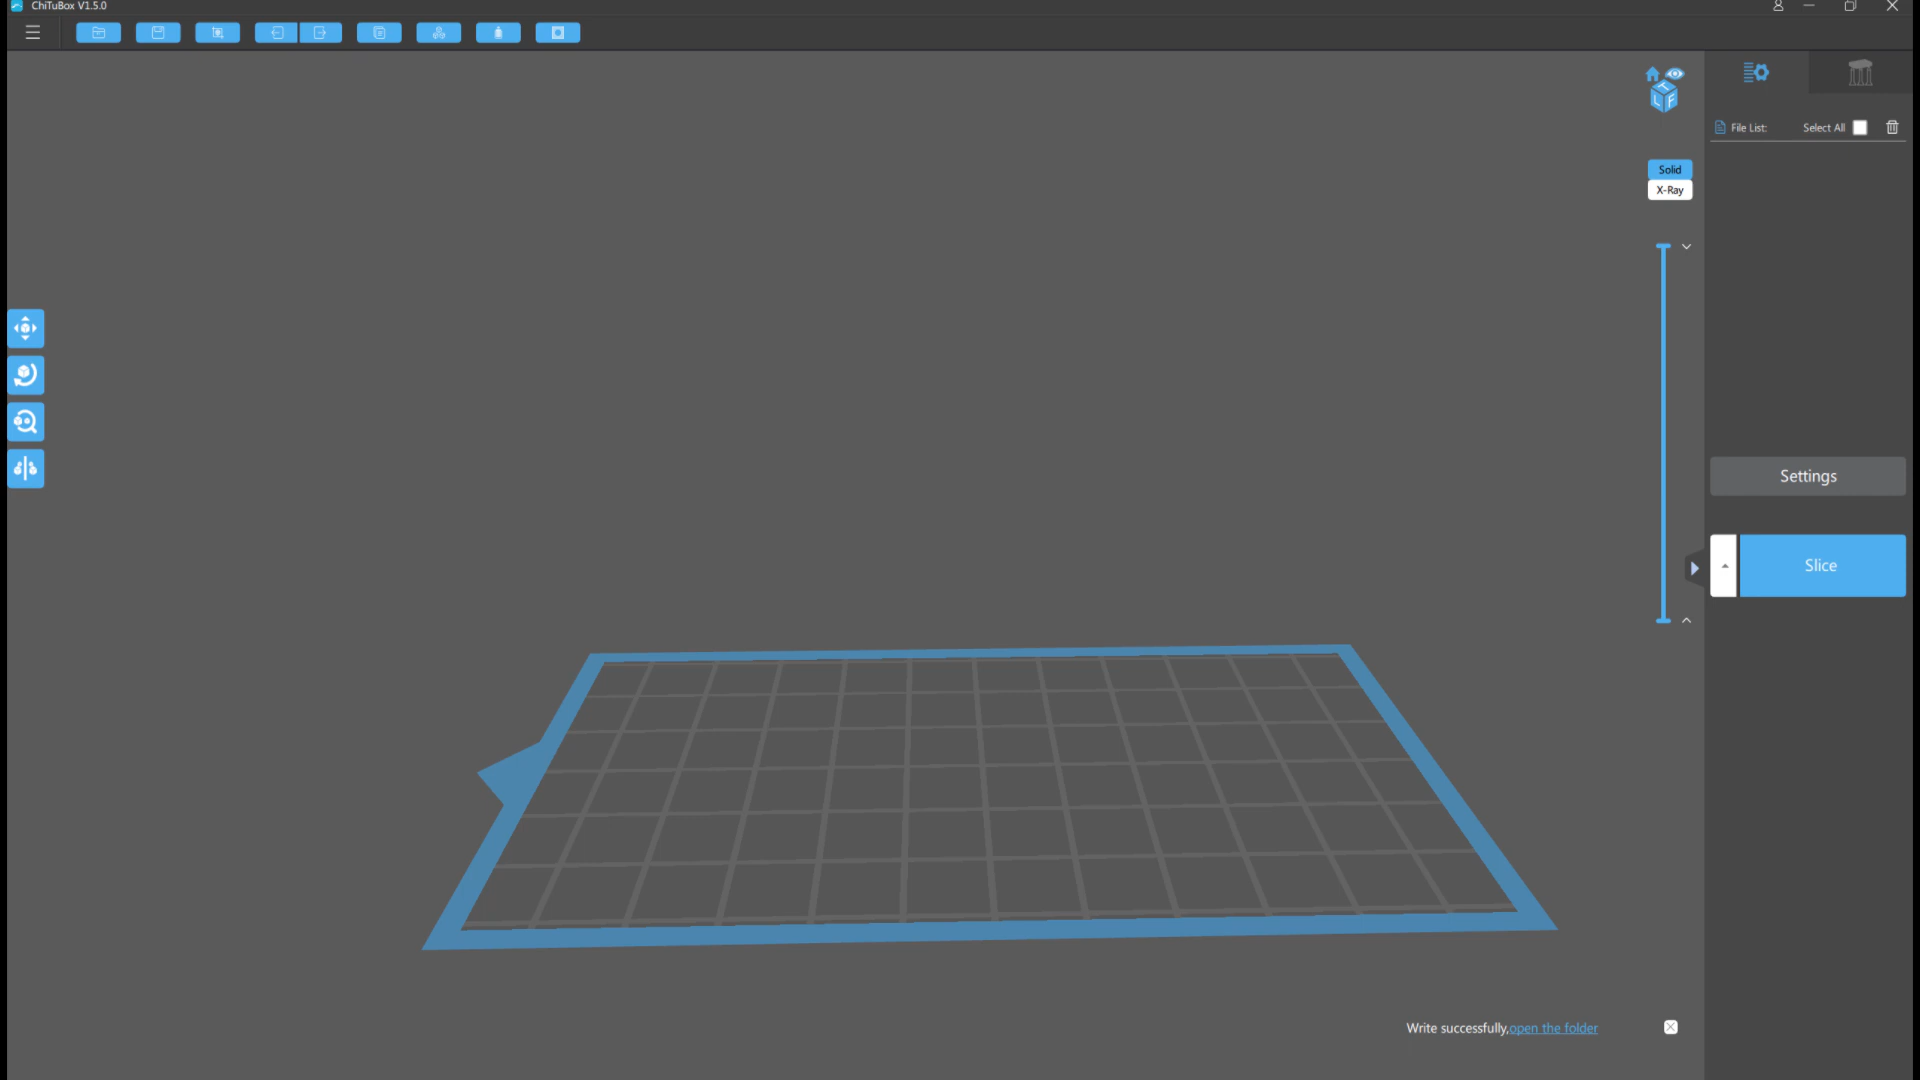 ChiTuBox V1.5.0
T
L F
File List: Select All
Solid
X-Ray
Settings
Slice
Write successfully,open the folder